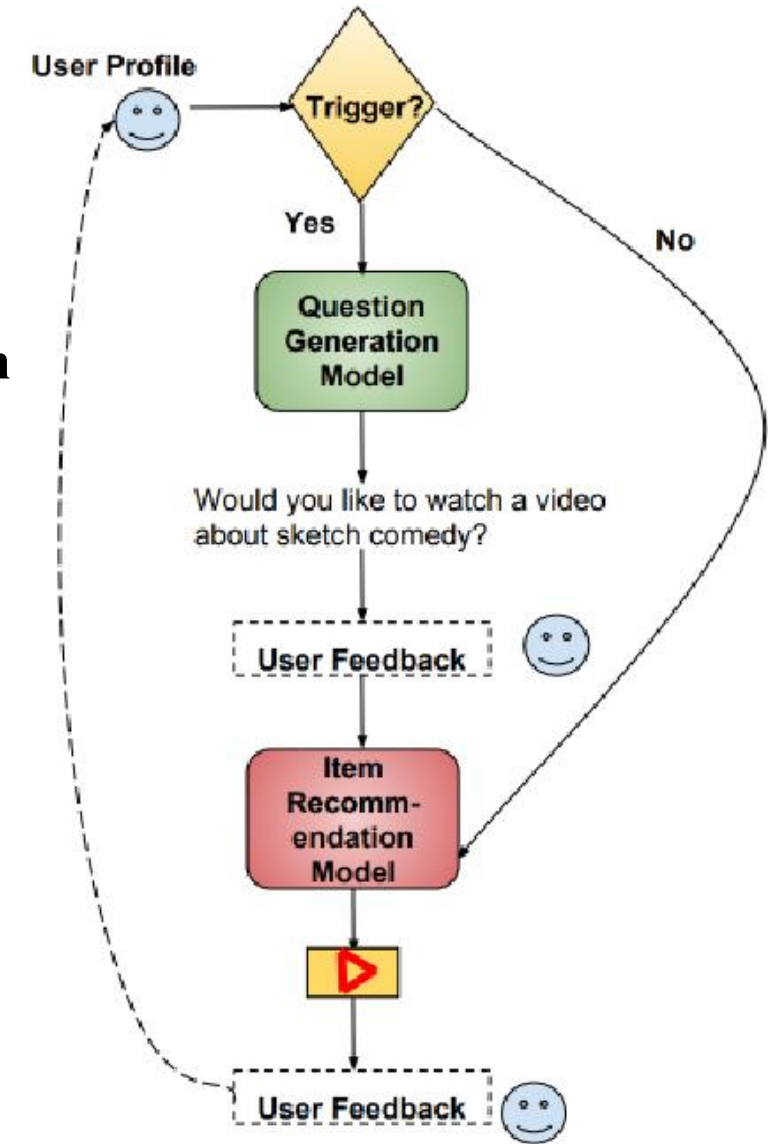 User Profile
Trigger?
Yes
No
Question
Generation
Model
Would you like to watch a video
about sketch comedy?
User Feedback
Item
Recomm-
endation
Model
User Feedback